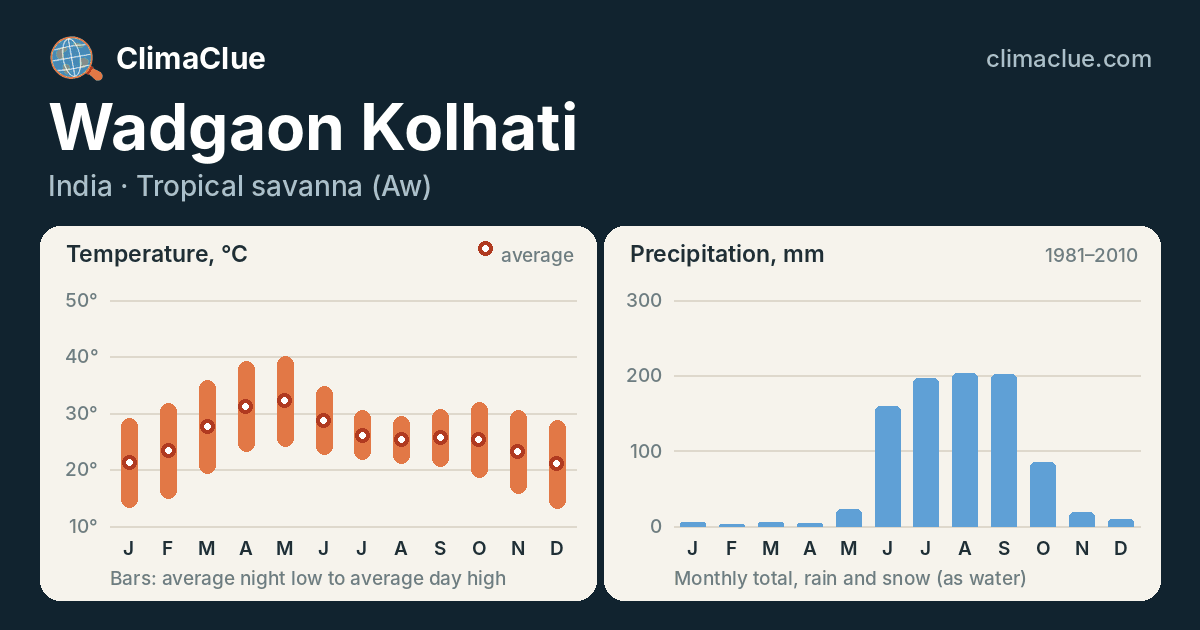 ClimaClue
climaclue.com
Wadgaon Kolhati
India · Tropical savanna (Aw)
Temperature, °C
average
50°
40°
30°
20°
10°
J F M A M J J A S O N D
Bars: average night low to average day high
Precipitation, mm
1981–2010
300
200
100
0
J F M A M J J A S O N D
Monthly total, rain and snow (as water)